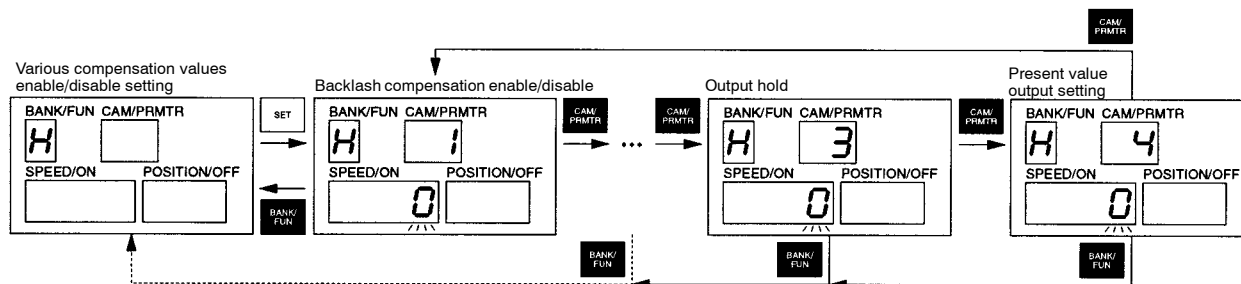 CAM/
PRMTR
Various compensation values
enable/disable setting
Backlash compensation enable/disable
Output hold
Present value
output setting
BANK/FUN CAM/PRMTR
H
SPEED/ON POSITION/OFF
SET
BANK/
FUN
BANK/FUN CAM/PRMTR
H 1
SPEED/ON POSITION/OFF
0
CAM/
PRMTR
...
CAM/
PRMTR
BANK/FUN CAM/PRMTR
H 3
SPEED/ON POSITION/OFF
0
CAM/
PRMTR
BANK/FUN CAM/PRMTR
H 4
SPEED/ON POSITION/OFF
0
BANK/
FUN
BANK/
FUN
BANK/
FUN